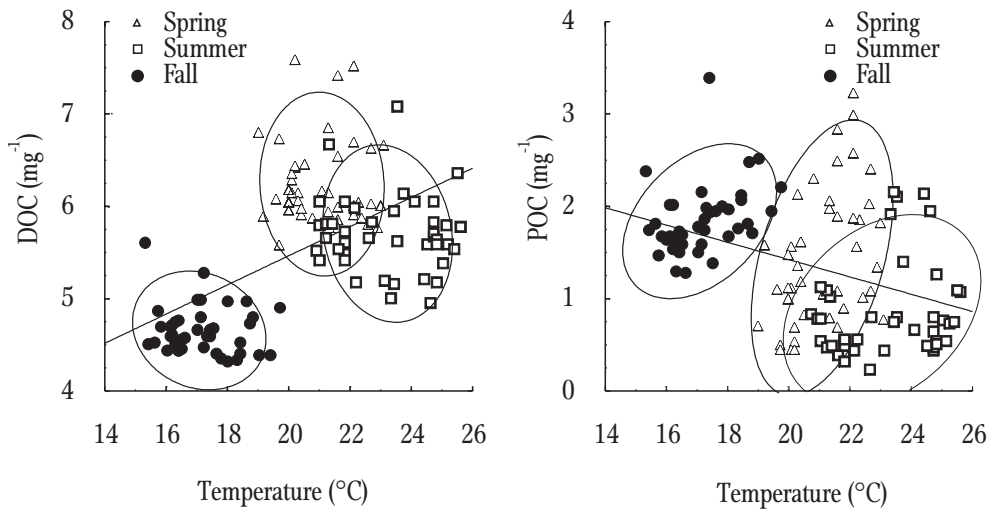 8
7
6
5
4
DOC (mg⁻¹)
Spring
Summer
Fall
14 16 18 20 22 24 26
Temperature (°C)
4
3
2
1
0
POC (mg⁻¹)
Spring
Summer
Fall
14 16 18 20 22 24 26
Temperature (°C)